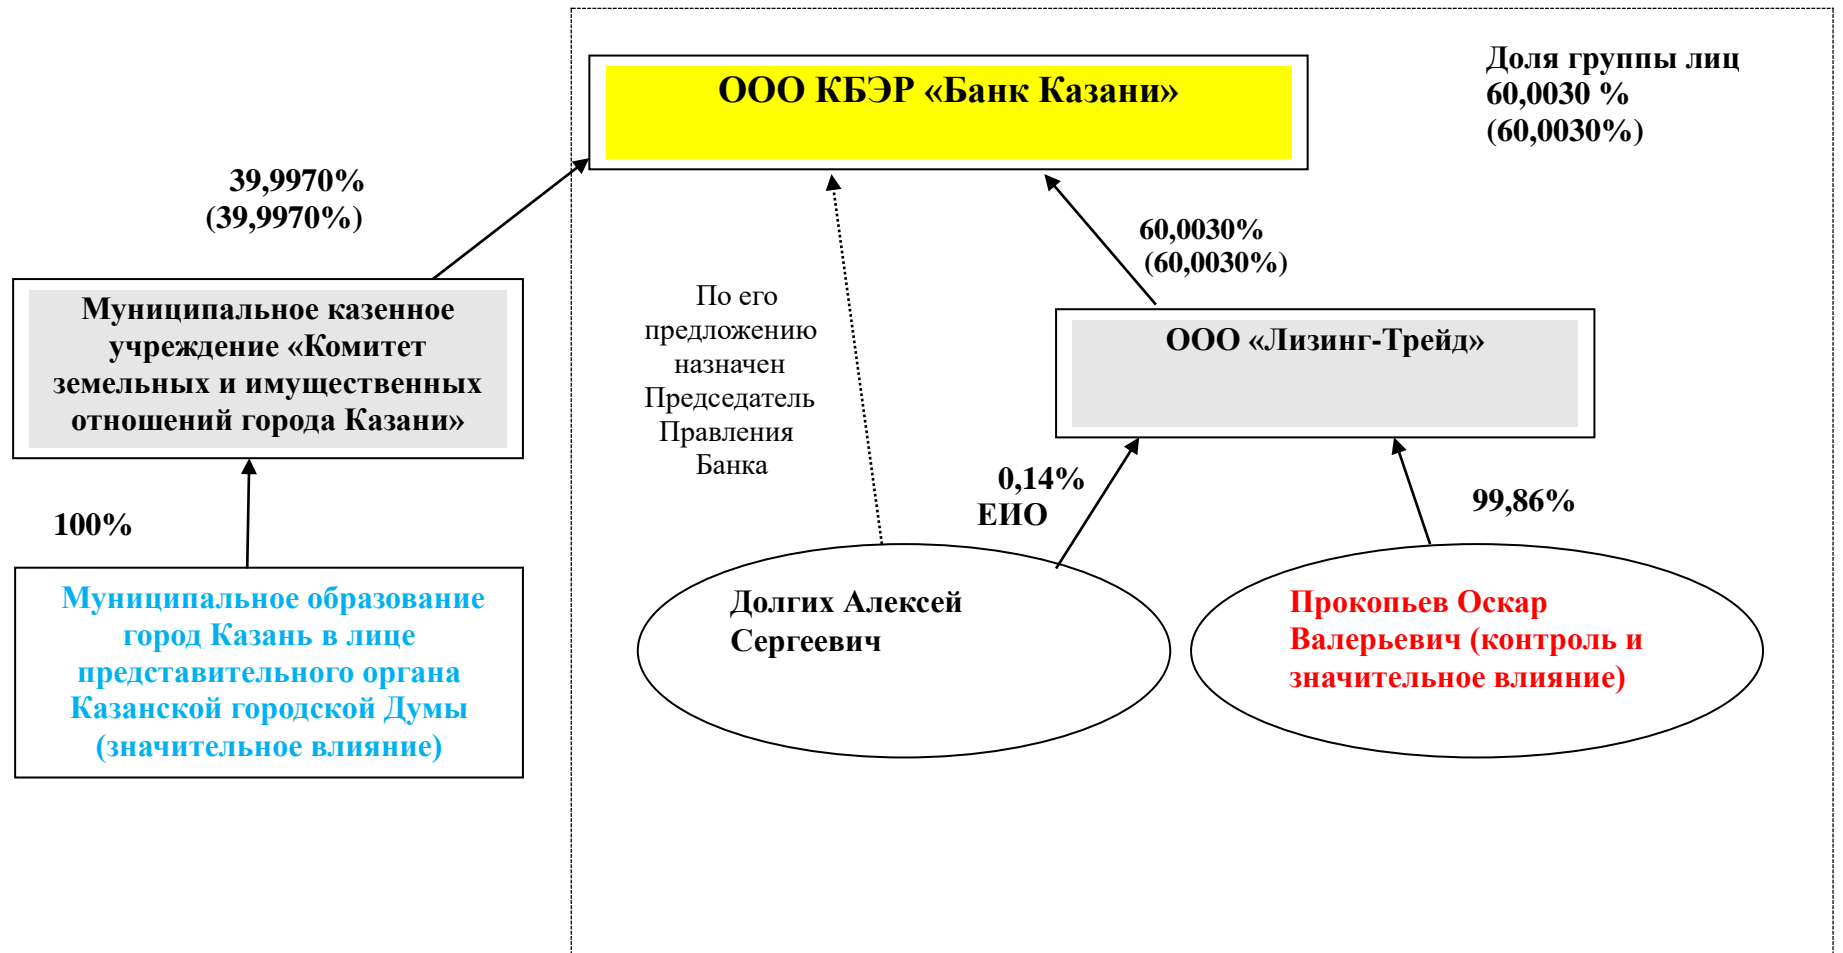 ООО КБЭР «Банк Казани»
Доля группы лиц
60,0030 %
(60,0030%)
39,9970%
(39,9970%)
60,0030%
(60,0030%)
Муниципальное казенное
учреждение «Комитет
земельных и имущественных
отношений города Казани»
По его
предложению
назначен
Председатель
Правления
Банка
ООО «Лизинг-Трейд»
100%
0,14%
ЕИО
99,86%
Муниципальное образование
город Казань в лице
представительного органа
Казанской городской Думы
(значительное влияние)
Долгих Алексей
Сергеевич
Прокопьев Оскар
Валерьевич (контроль и
значительное влияние)